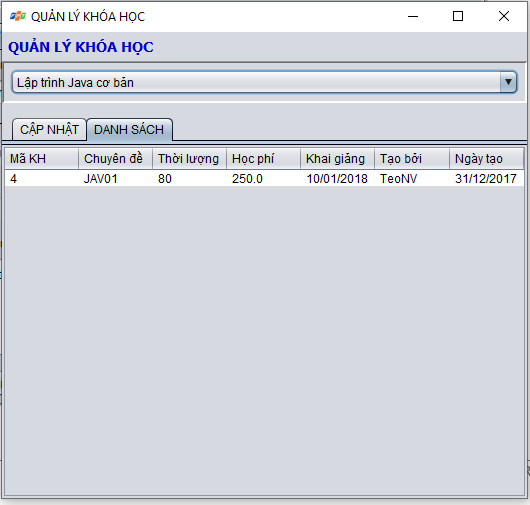 QUẢN LÝ KHÓA HỌC
QUẢN LÝ KHÓA HỌC
Lập trình Java cơ bản
CẬP NHẬT DANH SÁCH
Mã KH Chuyên đề Thời lượng Học phí Khai giảng Tạo bởi Ngày tạo
4 JAV01 80 250.0 10/01/2018 TeoNV 31/12/2017